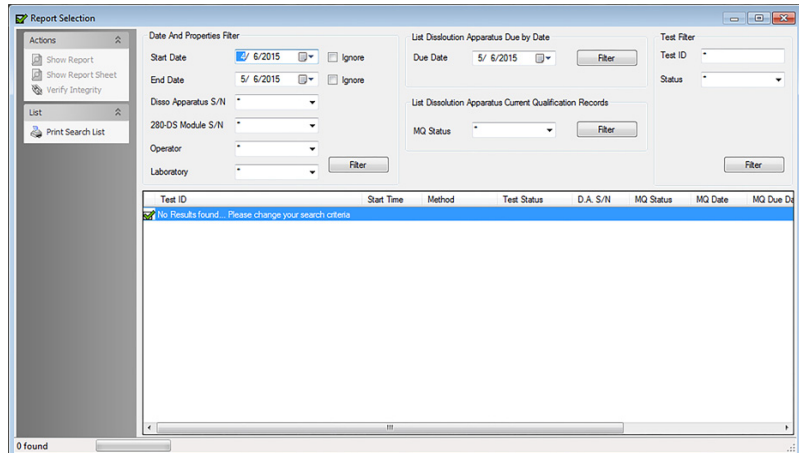 Report Selection
Actions
Show Report
Show Report Sheet
Verify Integrity
List
Print Search List
Date And Properties Filter
Start Date 4/ 6/2015 Ignore
End Date 5/ 6/2015 Ignore
Disso Apparatus S/N *
280-DS Module S/N *
Operator *
Laboratory *
Filter
List Dissloution Apparatus Due by Date
Due Date 5/ 6/2015 Filter
List Dissolution Apparatus Current Qualification Records
MQ Status * Filter
Test Filter
Test ID *
Status *
Filter
Test ID Start Time Method Test Status D.A. S/N MQ Status MQ Date MQ Due Da
No Results found... Please change your search criteria
0 found